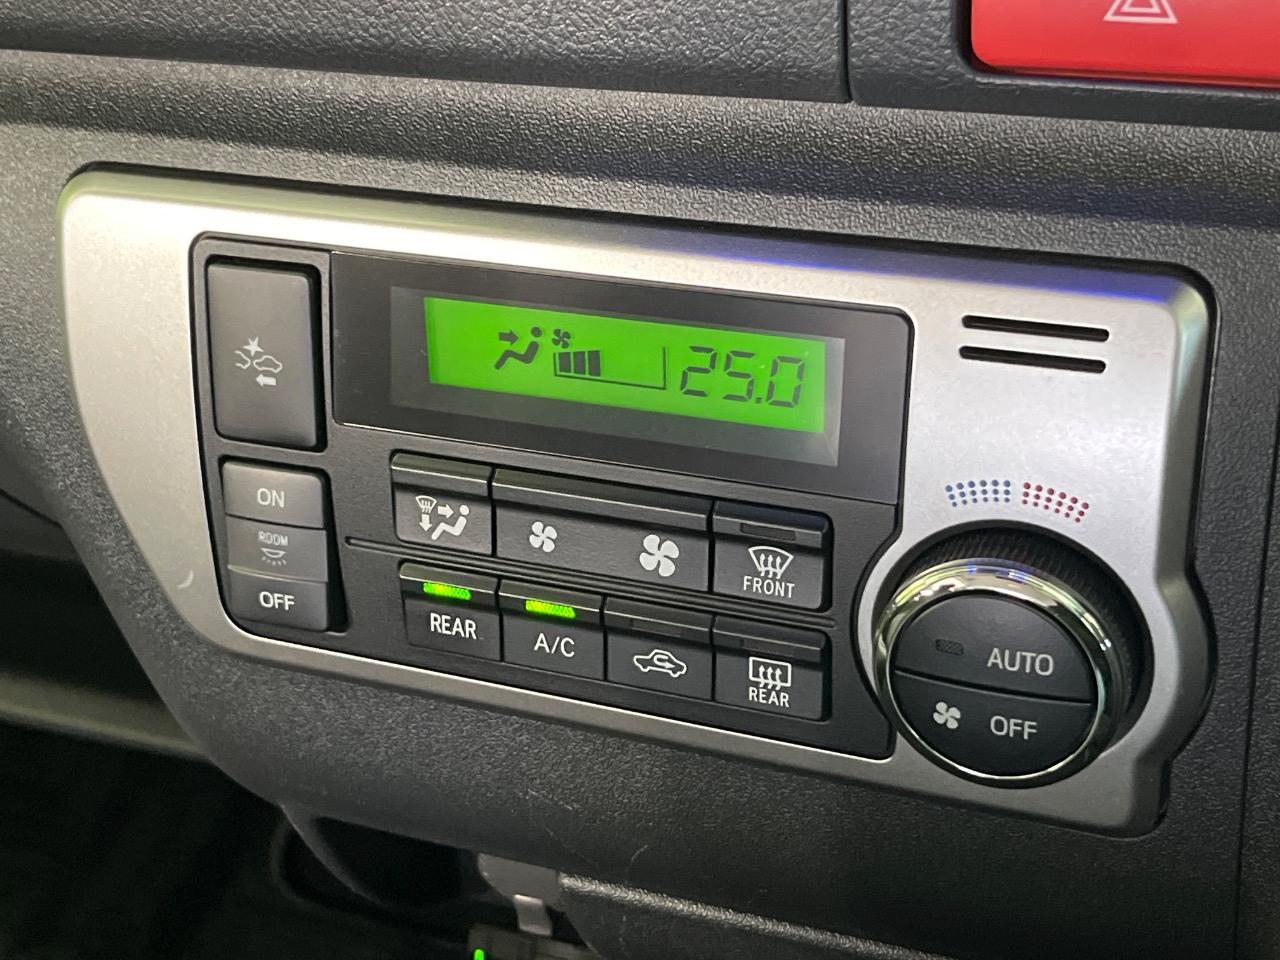 25.0
ON
ROOM
OFF
FRONT
REAR
A/C
REAR
AUTO
OFF